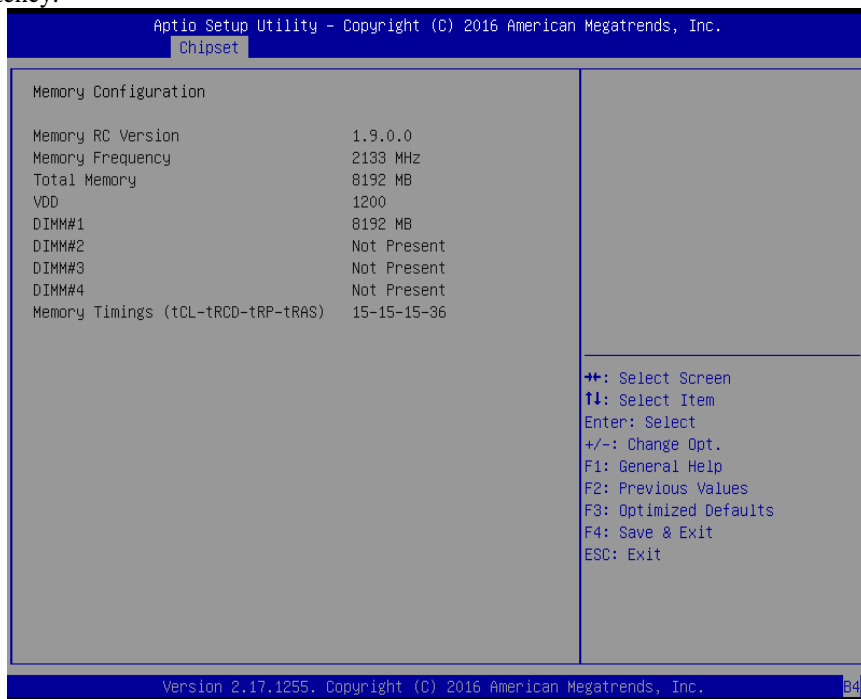 Aptio Setup Utility – Copyright (C) 2016 American Megatrends, Inc.
Chipset
Memory Configuration
Memory RC Version 1.9.0.0
Memory Frequency 2133 MHz
Total Memory 8192 MB
VDD 1200
DIMM#1 8192 MB
DIMM#2 Not Present
DIMM#3 Not Present
DIMM#4 Not Present
Memory Timings (tCL-tRCD-tRP-tRAS) 15-15-15-36
→←: Select Screen
↑↓: Select Item
Enter: Select
+/-: Change Opt.
F1: General Help
F2: Previous Values
F3: Optimized Defaults
F4: Save & Exit
ESC: Exit
Version 2.17.1255. Copyright (C) 2016 American Megatrends, Inc.
B4